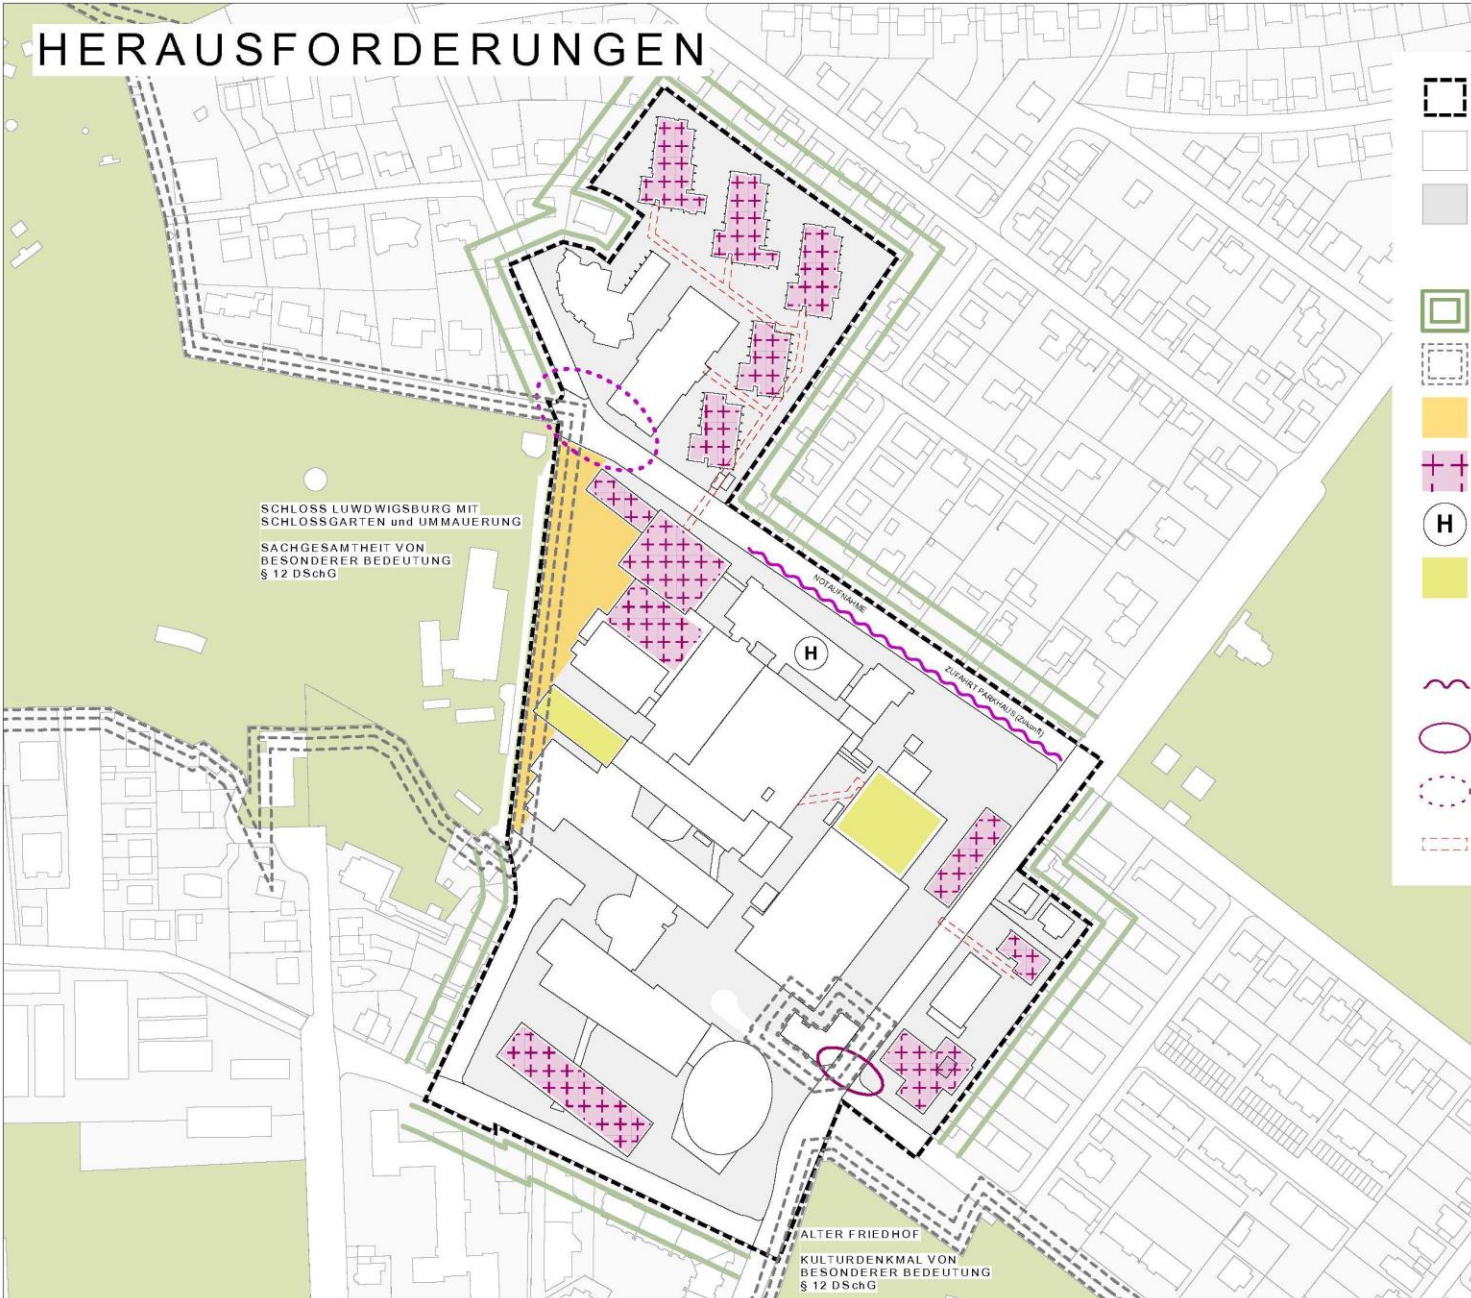 HERAUSFORDERUNGEN
SCHLOSS LUWDWIGSBURG MIT
SCHLOSSGARTEN und UMMAUERUNG
SACHGESAMTHEIT VON
BESONDERER BEDEUTUNG
§ 12 DSchG
H
NOTAUFNAHME
H
ZUFAHRT PARKHAUS (Zukunft)
ALTER FRIEDHOF
KULTURDENKMAL VON
BESONDERER BEDEUTUNG
§ 12 DSchG